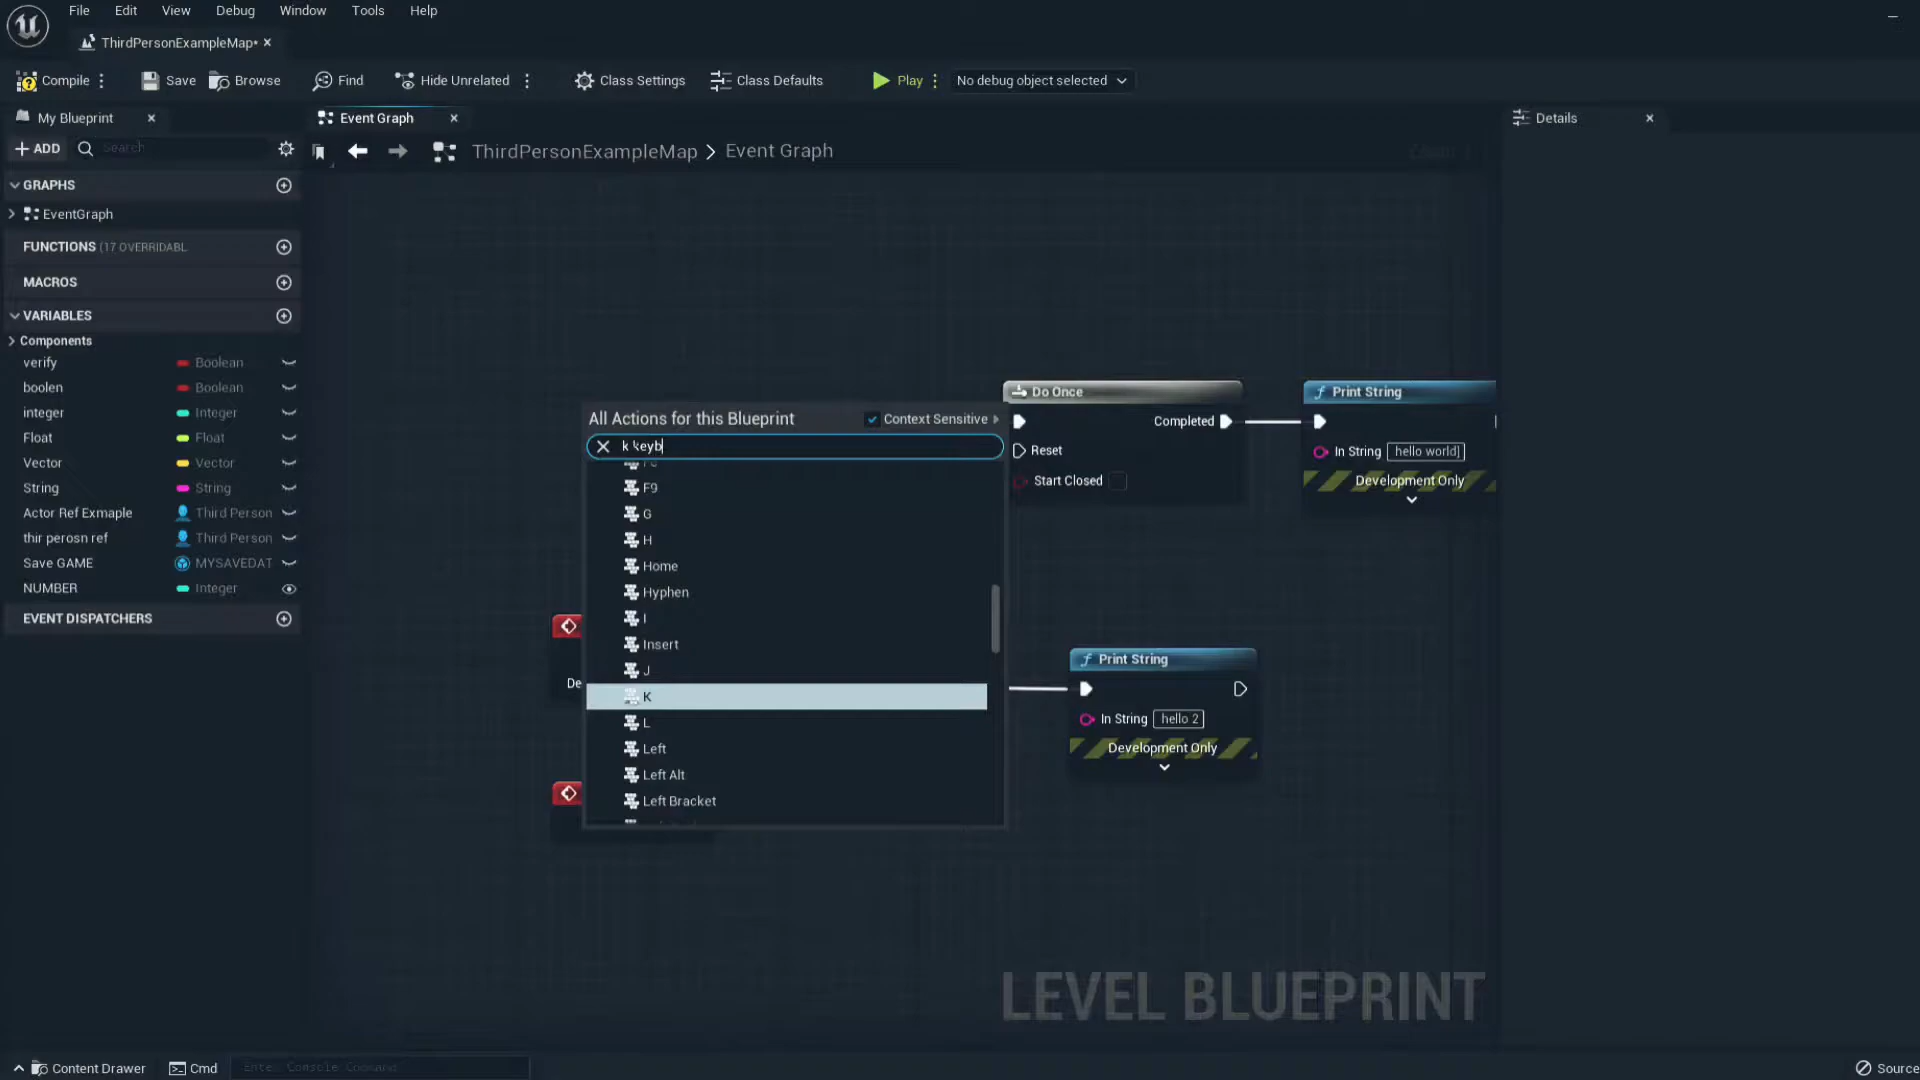 File Edit View Debug Window Tools Help
ThirdPersonExampleMap*
Compile Save Browse Find Hide Unrelated Class Settings Class Defaults Play No debug object selected
My Blueprint
Event Graph
Details
ADD Search
ThirdPersonExampleMap > Event Graph
GRAPHS
EventGraph
FUNCTIONS (17 OVERRIDABL
MACROS
VARIABLES
Components
verify Boolean
boolen Boolean
integer Integer
Float Float
Vector Vector
String String
Actor Ref Exmaple Third Person
thir perosn ref Third Person
Save GAME MYSAVEDAT
NUMBER Integer
EVENT DISPATCHERS
All Actions for this Blueprint Context Sensitive
k keyb
F9
G
H
Home
Hyphen
I
Insert
J
K
L
Left
Left Alt
Left Bracket
De
Do Once
Completed
Reset
Start Closed
Print String
In String hello world]
Development Only
Print String
In String hello 2
Development Only
LEVEL BLUEPRINT
Content Drawer Cmd Enter Console Command
Source